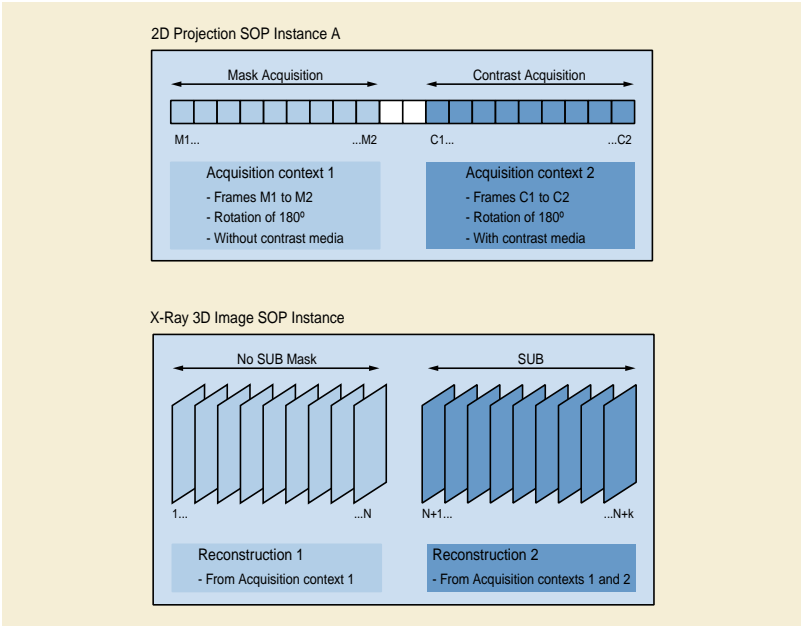 2D Projection SOP Instance A
Mask Acquisition
Contrast Acquisition
M1...
...M2
C1...
...C2
Acquisition context 1
- Frames M1 to M2
- Rotation of 180º
- Without contrast media
Acquisition context 2
- Frames C1 to C2
- Rotation of 180º
- With contrast media
X-Ray 3D Image SOP Instance
No SUB Mask
SUB
1...
...N
N+1...
...N+k
Reconstruction 1
- From Acquisition context 1
Reconstruction 2
- From Acquisition contexts 1 and 2